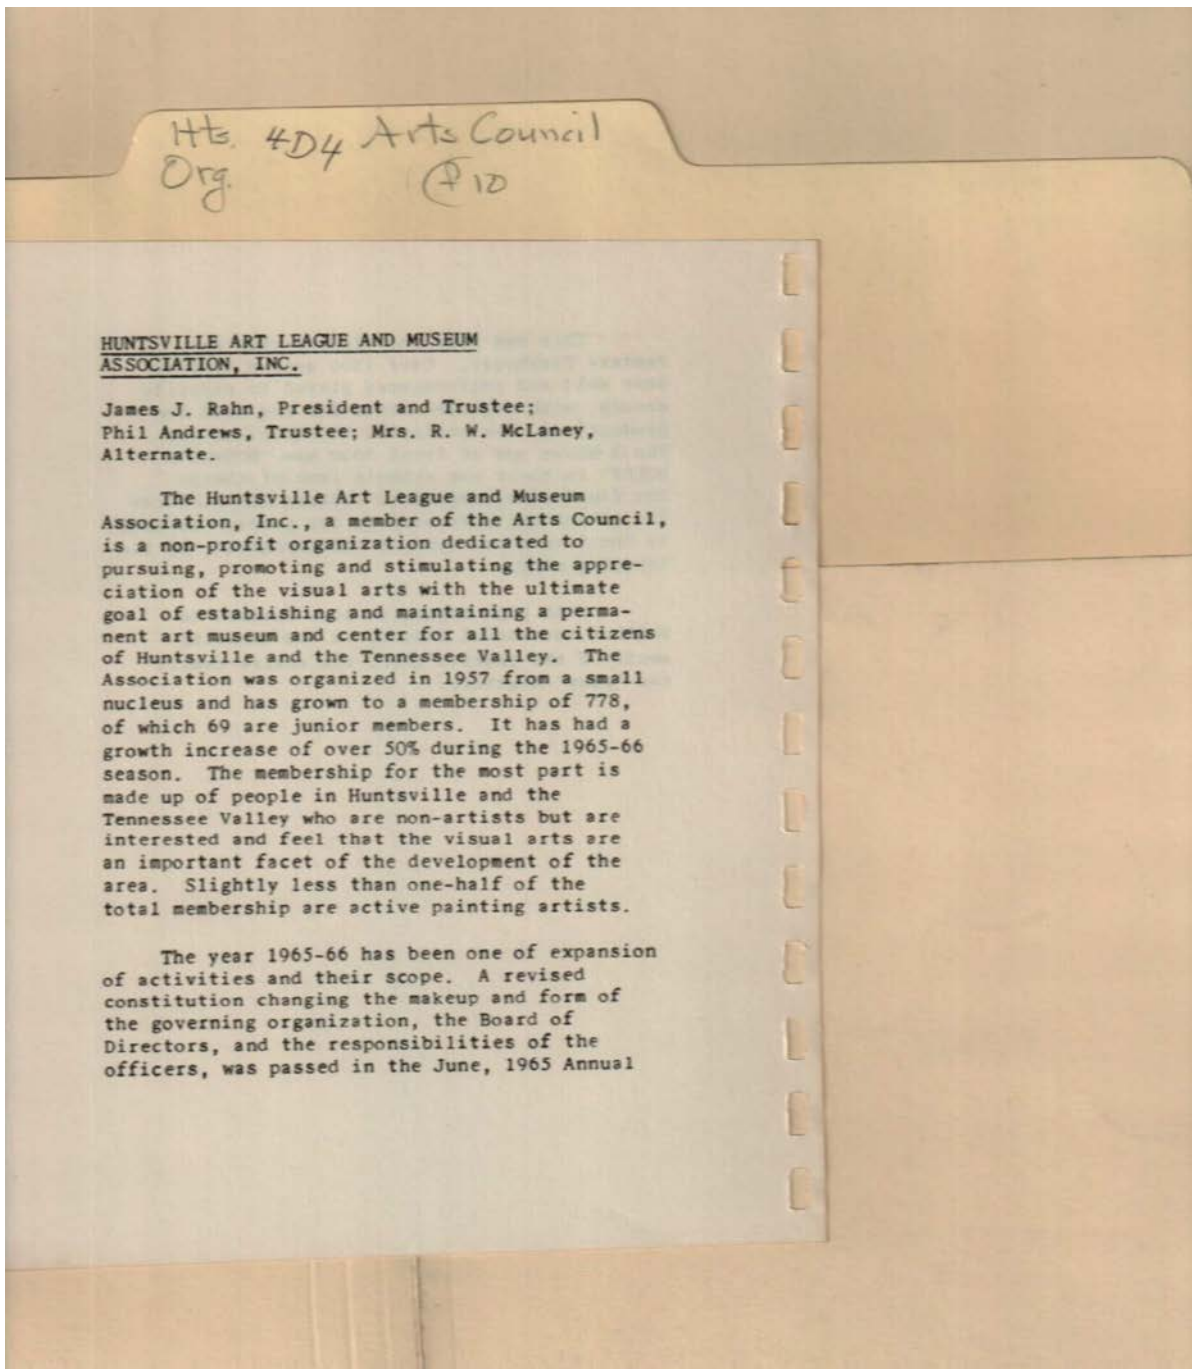 Hts. 4D4 Arts Council
Org. P 10
HUNTSVILLE ART LEAGUE AND MUSEUM
ASSOCIATION, INC.
James J. Rahn, President and Trustee;
Phil Andrews, Trustee; Mrs. R. W. McLaney,
Alternate.
The Huntsville Art League and Museum
Association, Inc., a member of the Arts Council,
is a non-profit organization dedicated to
pursuing, promoting and stimulating the appre-
ciation of the visual arts with the ultimate
goal of establishing and maintaining a perma-
nent art museum and center for all the citizens
of Huntsville and the Tennessee Valley. The
Association was organized in 1957 from a small
nucleus and has grown to a membership of 778,
of which 69 are junior members. It has had a
growth increase of over 50% during the 1965-66
season. The membership for the most part is
made up of people in Huntsville and the
Tennessee Valley who are non-artists but are
interested and feel that the visual arts are
an important facet of the development of the
area. Slightly less than one-half of the
total membership are active painting artists.
The year 1965-66 has been one of expansion
of activities and their scope. A revised
constitution changing the makeup and form of
the governing organization, the Board of
Directors, and the responsibilities of the
officers, was passed in the June, 1965 Annual